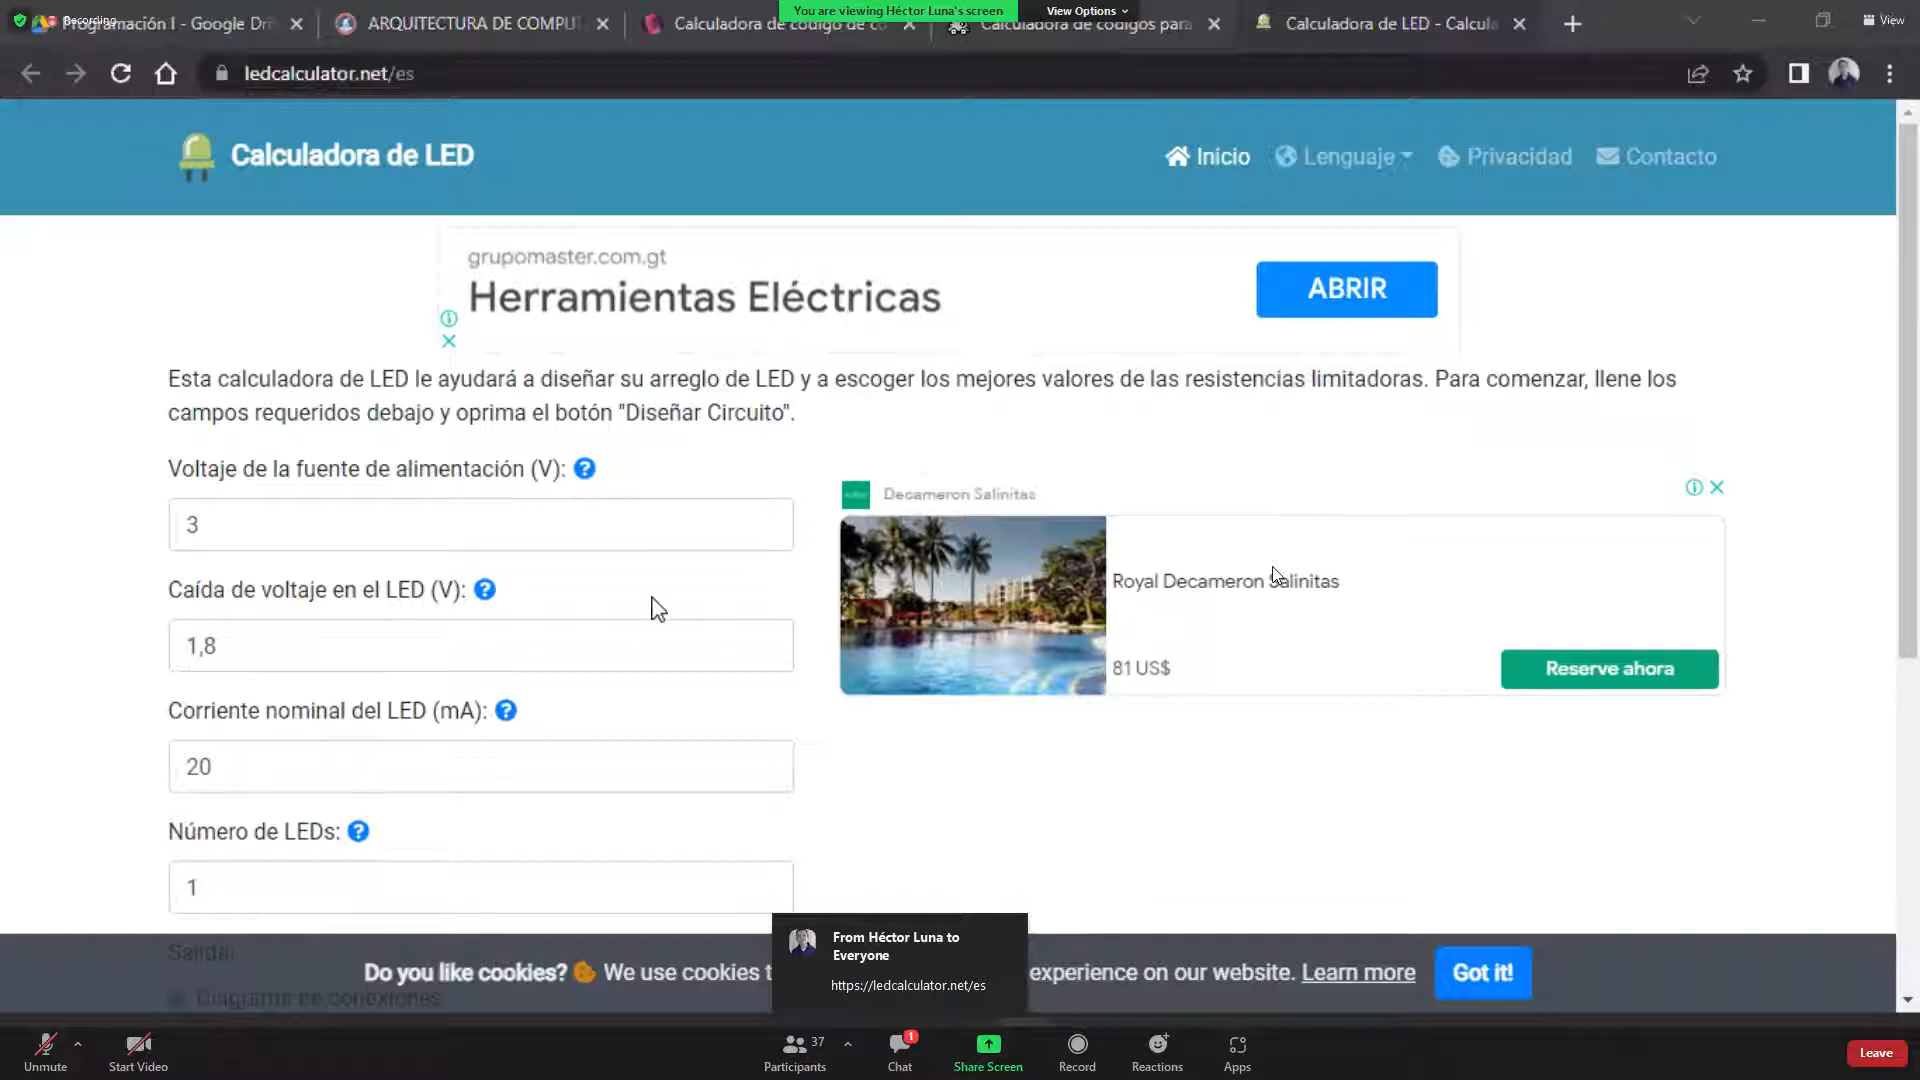 Recording
Programación I - Google Dri
ARQUITECTURA DE COMPUT
Calculadora de código de co
Calculadora de códigos para
Calculadora de LED - Calcula
You are viewing Héctor Luna's screen
View Options
View
ledcalculator.net/es
Calculadora de LED
Inicio
Lenguaje
Privacidad
Contacto
grupomaster.com.gt
Herramientas Eléctricas
ABRIR
Esta calculadora de LED le ayudará a diseñar su arreglo de LED y a escoger los mejores valores de las resistencias limitadoras. Para comenzar, llene los
campos requeridos debajo y oprima el botón "Diseñar Circuito".
Voltaje de la fuente de alimentación (V):
3
Caída de voltaje en el LED (V):
1,8
Corriente nominal del LED (mA):
20
Número de LEDs:
1
Decameron Salinitas
Royal Decameron Salinitas
81 US$
Reserve ahora
Salida:
Diagrama de conexiones
Do you like cookies? We use cookies t
experience on our website. Learn more
Got it!
From Héctor Luna to
Everyone
https://ledcalculator.net/es
Unmute
Start Video
37
Participants
1
Chat
Share Screen
Record
Reactions
Apps
Leave